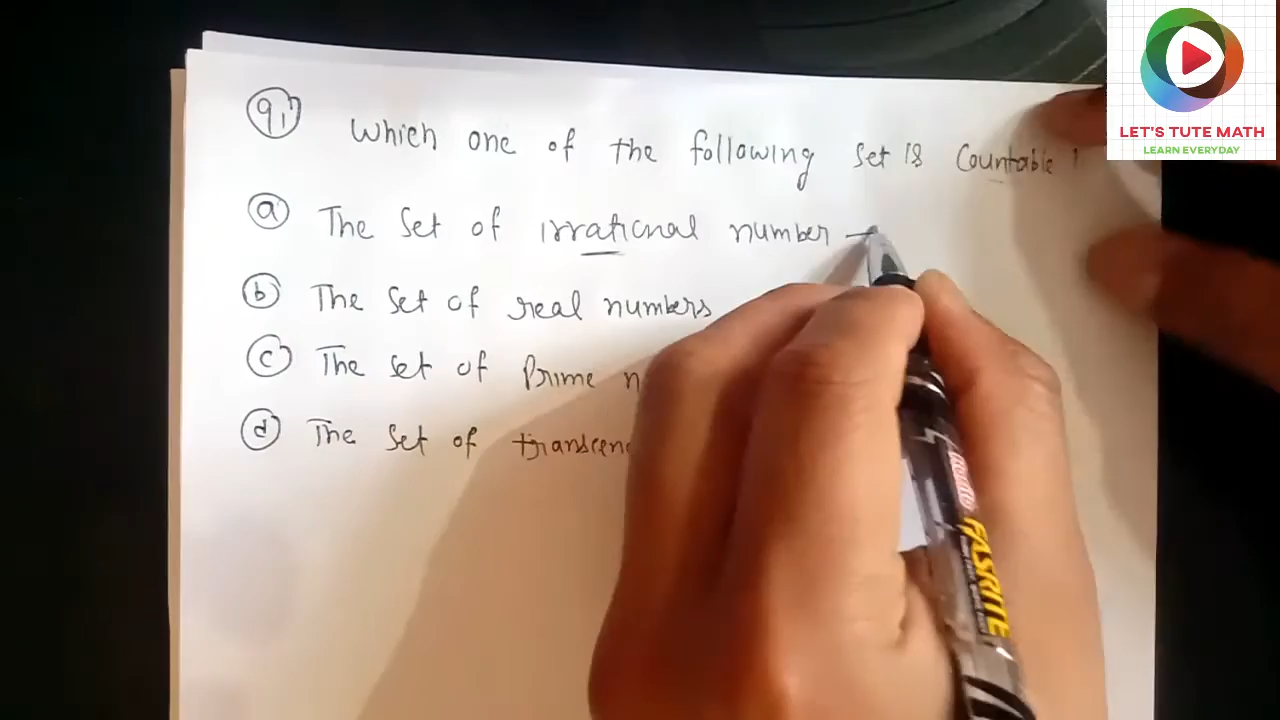 Q1 Which one of the following set is Countable
LET'S TUTE MATH
LEARN EVERYDAY
a The set of irrational number
b The set of real numbers
c The set of Prime n
d The set of transcen
FASRITE